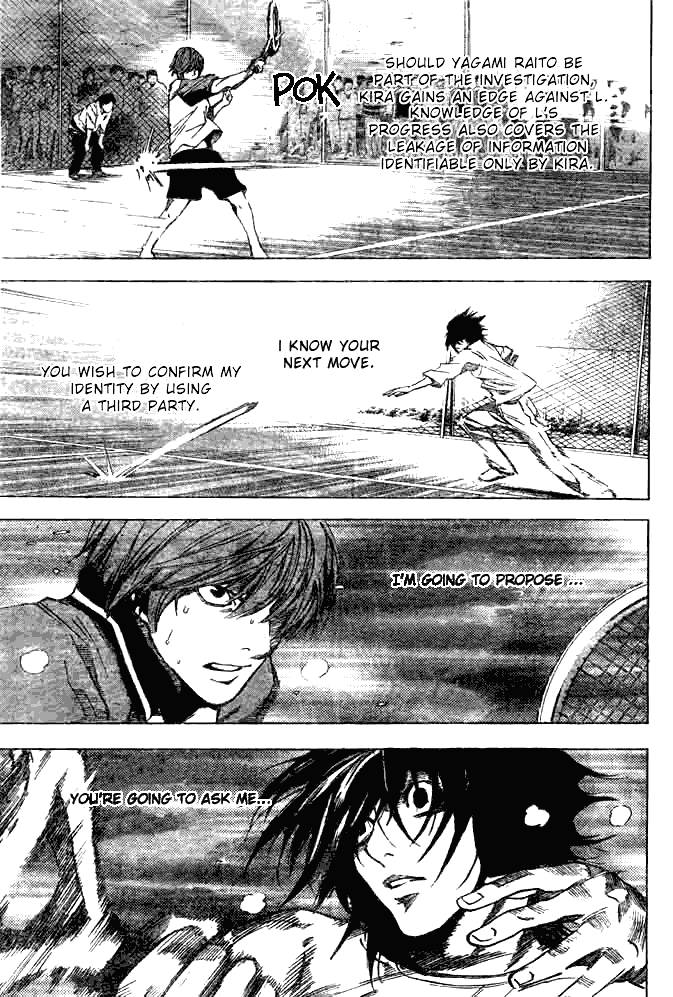 SHOULD YAGAMI RAITO BE
PART OF THE INVESTIGATION,
KIRA GAINS AN EDGE AGAINST L.
KNOWLEDGE OF L'S
PROGRESS ALSO COVERS THE
LEAKAGE OF INFORMATION
IDENTIFIABLE ONLY BY KIRA.
POK
I KNOW YOUR
NEXT MOVE.
YOU WISH TO CONFIRM MY
IDENTITY BY USING
A THIRD PARTY.
I'M GOING TO PROPOSE ...
YOU'RE GOING TO ASK ME...